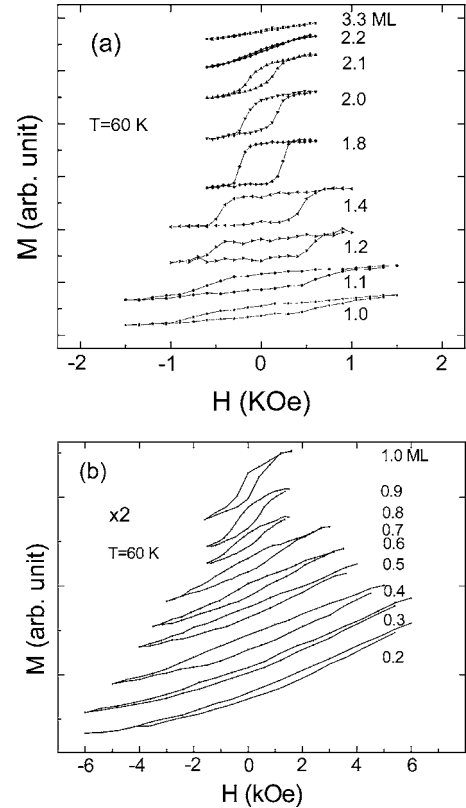 (a)
3.3 ML
2.2
2.1
T=60 K
2.0
1.8
1.4
1.2
1.1
1.0
M (arb. unit)
-2 -1 0 1 2
H (KOe)
(b)
1.0 ML
x2
0.9
0.8
T=60 K
0.7
0.6
0.5
0.4
0.3
0.2
M (arb. unit)
-6 -4 -2 0 2 4 6
H (kOe)